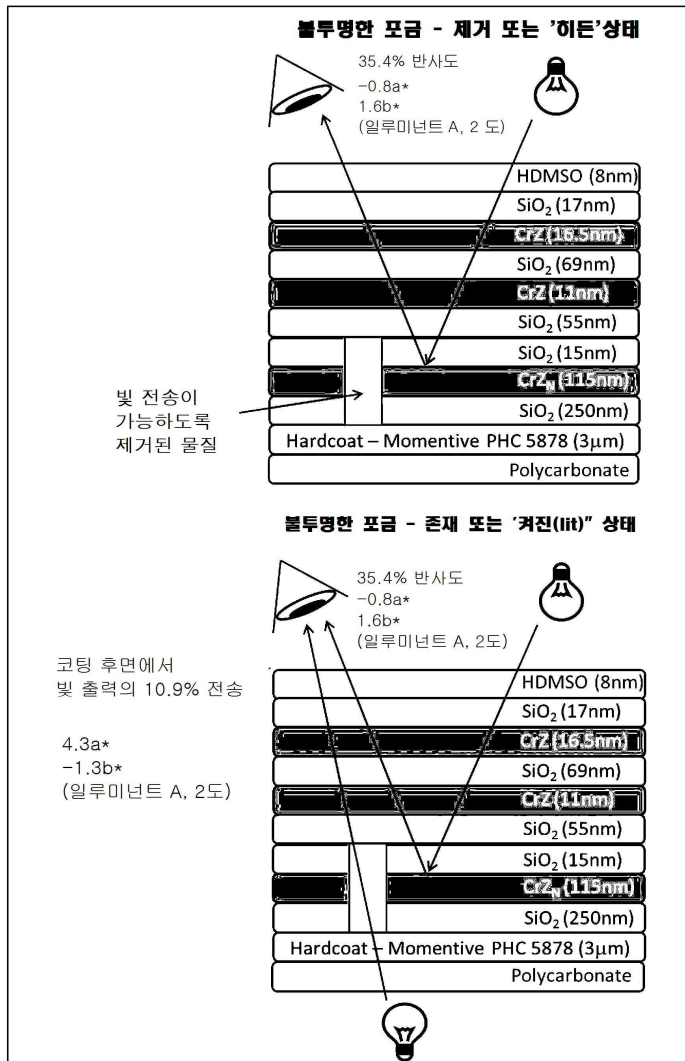 불투명한 포금 - 제거 또는 '히든'상태
35.4% 반사도
-0.8a*
1.6b*
(일루미넌트 A, 2 도)
HDMSO (8nm)
SiO₂ (17nm)
CrZ (16.5nm)
SiO₂ (69nm)
CrZ (11nm)
SiO₂ (55nm)
SiO₂ (15nm)
CrZ_N (115nm)
SiO₂ (250nm)
Hardcoat – Momentive PHC 5878 (3μm)
Polycarbonate
빛 전송이
가능하도록
제거된 물질
불투명한 포금 - 존재 또는 '켜진(lit)" 상태
35.4% 반사도
-0.8a*
1.6b*
(일루미넌트 A, 2도)
코팅 후면에서
빛 출력의 10.9% 전송
4.3a*
-1.3b*
(일루미넌트 A, 2도)
HDMSO (8nm)
SiO₂ (17nm)
CrZ (16.5nm)
SiO₂ (69nm)
CrZ (11nm)
SiO₂ (55nm)
SiO₂ (15nm)
CrZ_N (115nm)
SiO₂ (250nm)
Hardcoat – Momentive PHC 5878 (3μm)
Polycarbonate